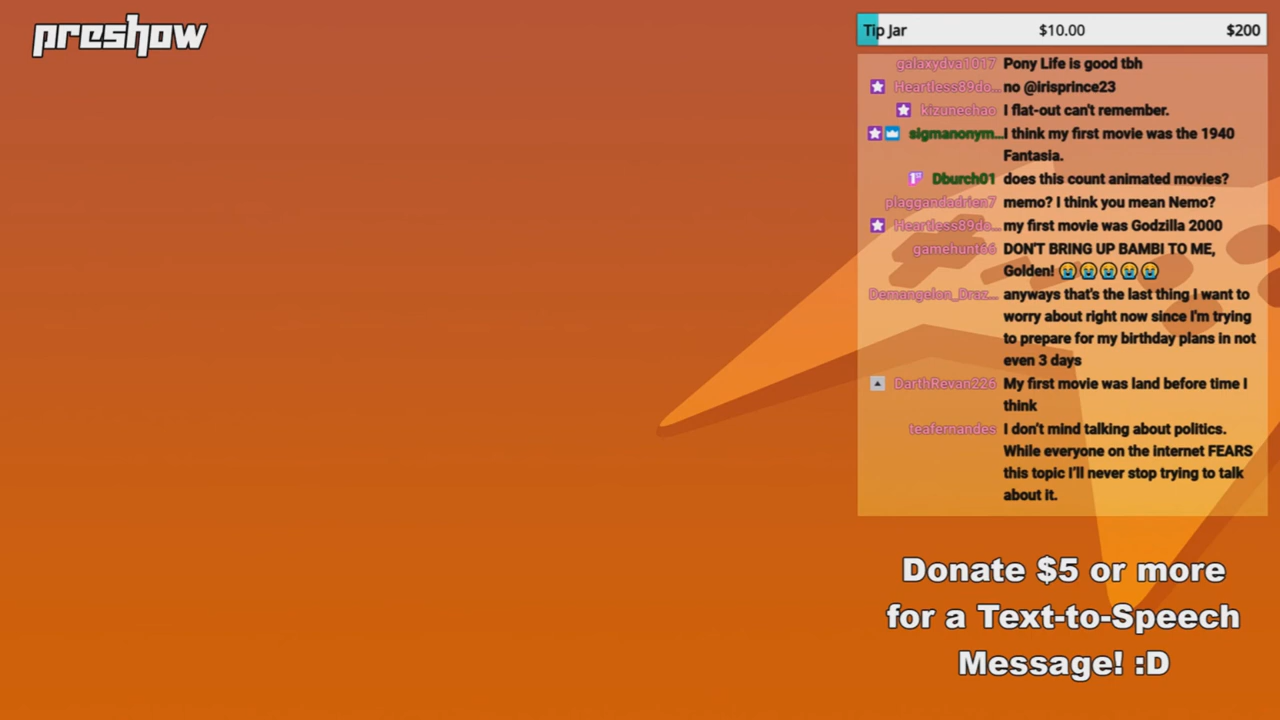 preshow
Tip Jar $10.00 $200
galaxydva1017 Pony Life is good tbh
Heartless89do... no @irisprince23
kizunechao I flat-out can't remember.
sigmanonym... I think my first movie was the 1940
Fantasia.
Dburch01 does this count animated movies?
plaggandadrien7 memo? I think you mean Nemo?
Heartless89do... my first movie was Godzilla 2000
gamehunt66 DON'T BRING UP BAMBI TO ME,
Golden! 😭😭😭😭😭
Demangelon_Draz... anyways that's the last thing I want to
worry about right now since I'm trying
to prepare for my birthday plans in not
even 3 days
DarthRevan226 My first movie was land before time I
think
teafernandes I don't mind talking about politics.
While everyone on the internet FEARS
this topic I'll never stop trying to talk
about it.
Donate $5 or more
for a Text-to-Speech
Message! :D